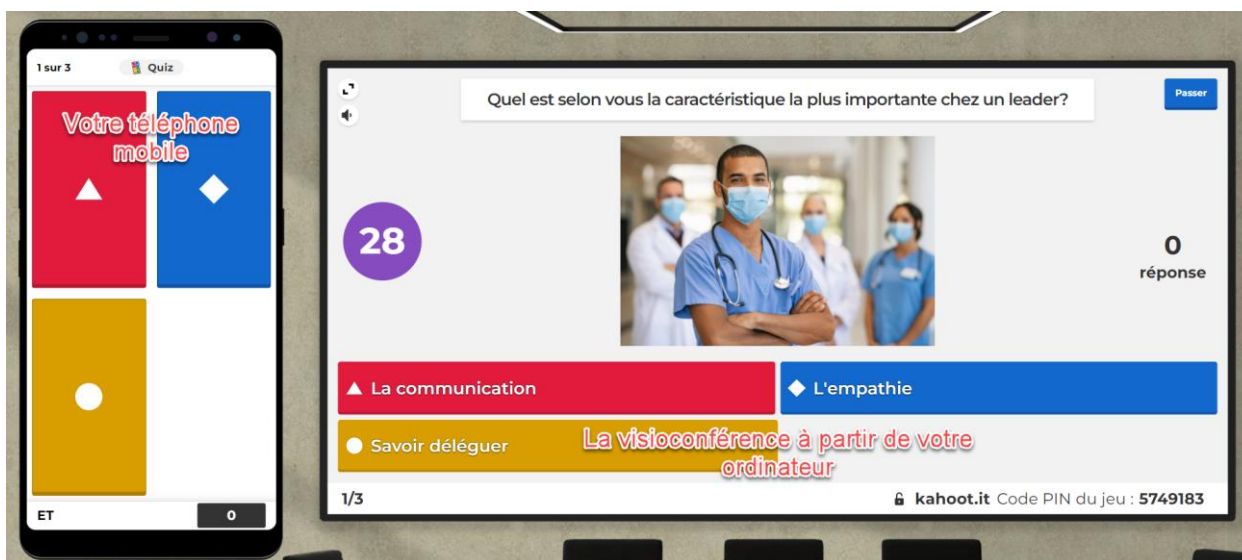 1 sur 3
Quiz
Votre téléphone
mobile
ET
0
Quel est selon vous la caractéristique la plus importante chez un leader?
Passer
28
0
réponse
La communication
L'empathie
Savoir déléguer
La visioconférence à partir de votre
ordinateur
1/3
kahoot.it Code PIN du jeu : 5749183